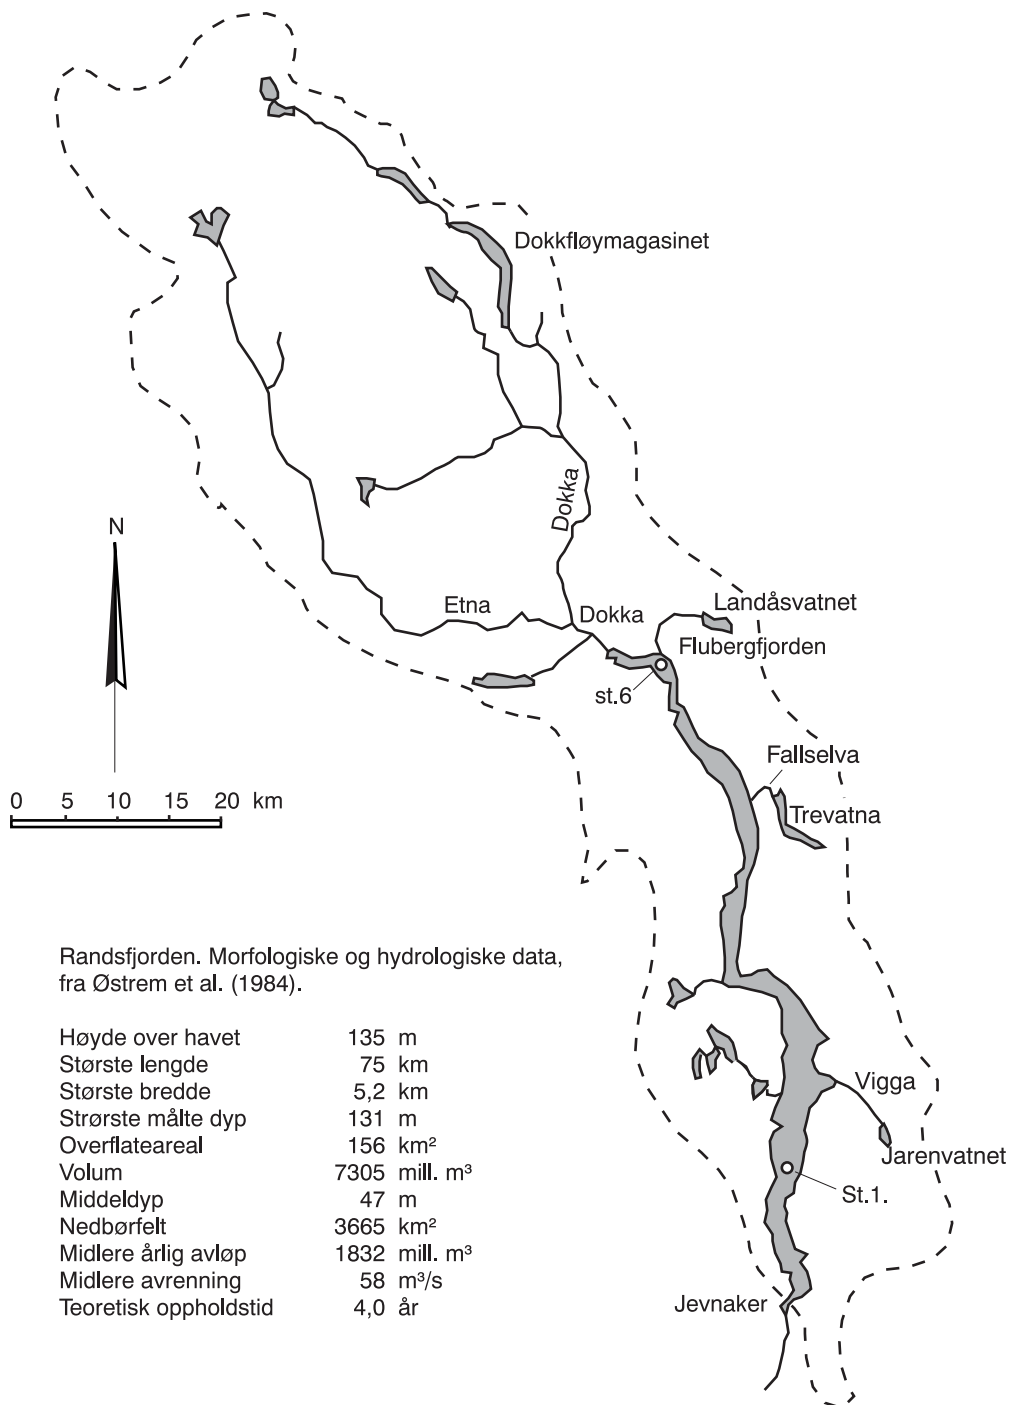 Dokkfløymagasinet
Dokka
N
Etna
Dokka
Landåsvatnet
Flubergfjorden
st.6
Fallselva
0 5 10 15 20 km
Trevatna
Randsfjorden. Morfologiske og hydrologiske data,
fra Østrem et al. (1984).
Høyde over havet 135 m
Største lengde 75 km
Største bredde 5,2 km
Strørste målte dyp 131 m
Overflateareal 156 km²
Volum 7305 mill. m³
Middeldyp 47 m
Nedbørfelt 3665 km²
Midlere årlig avløp 1832 mill. m³
Midlere avrenning 58 m³/s
Teoretisk oppholdstid 4,0 år
Vigga
Jarenvatnet
St.1.
Jevnaker